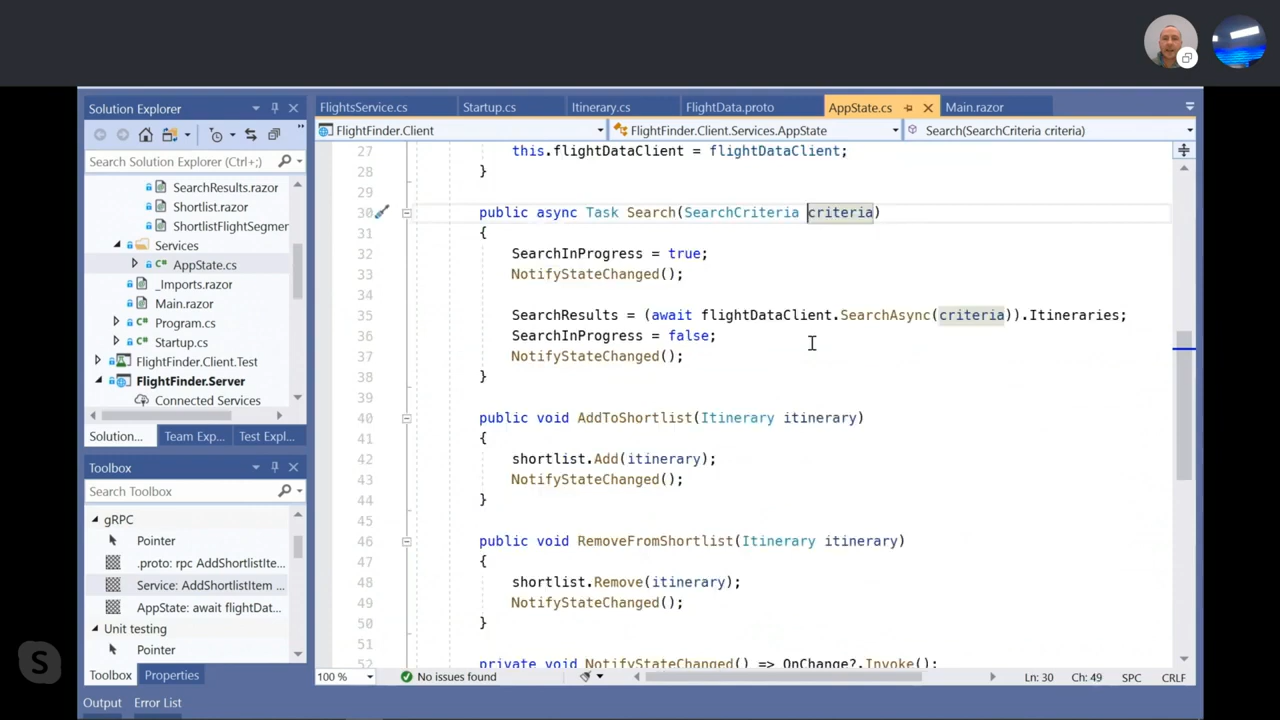 Solution Explorer
Search Solution Explorer (Ctrl+;)
SearchResults.razor
Shortlist.razor
ShortlistFlightSegmer
Services
AppState.cs
_Imports.razor
Main.razor
Program.cs
Startup.cs
FlightFinder.Client.Test
FlightFinder.Server
Connected Services
Solution... Team Exp... Test Expl...
Toolbox
Search Toolbox
gRPC
Pointer
.proto: rpc AddShortlistIte...
Service: AddShortlistItem ...
AppState: await flightDat...
Unit testing
Pointer
Toolbox Properties
Output Error List
FlightsService.cs Startup.cs Itinerary.cs FlightData.proto AppState.cs Main.razor
FlightFinder.Client FlightFinder.Client.Services.AppState Search(SearchCriteria criteria)
27 this.flightDataClient = flightDataClient;
28 }
29
30 public async Task Search(SearchCriteria criteria)
31 {
32 SearchInProgress = true;
33 NotifyStateChanged();
34
35 SearchResults = (await flightDataClient.SearchAsync(criteria)).Itineraries;
36 SearchInProgress = false;
37 NotifyStateChanged();
38 }
39
40 public void AddToShortlist(Itinerary itinerary)
41 {
42 shortlist.Add(itinerary);
43 NotifyStateChanged();
44 }
45
46 public void RemoveFromShortlist(Itinerary itinerary)
47 {
48 shortlist.Remove(itinerary);
49 NotifyStateChanged();
50 }
51
52 private void NotifyStateChanged() => OnChange?.Invoke();
100 % No issues found Ln: 30 Ch: 49 SPC CRLF
S